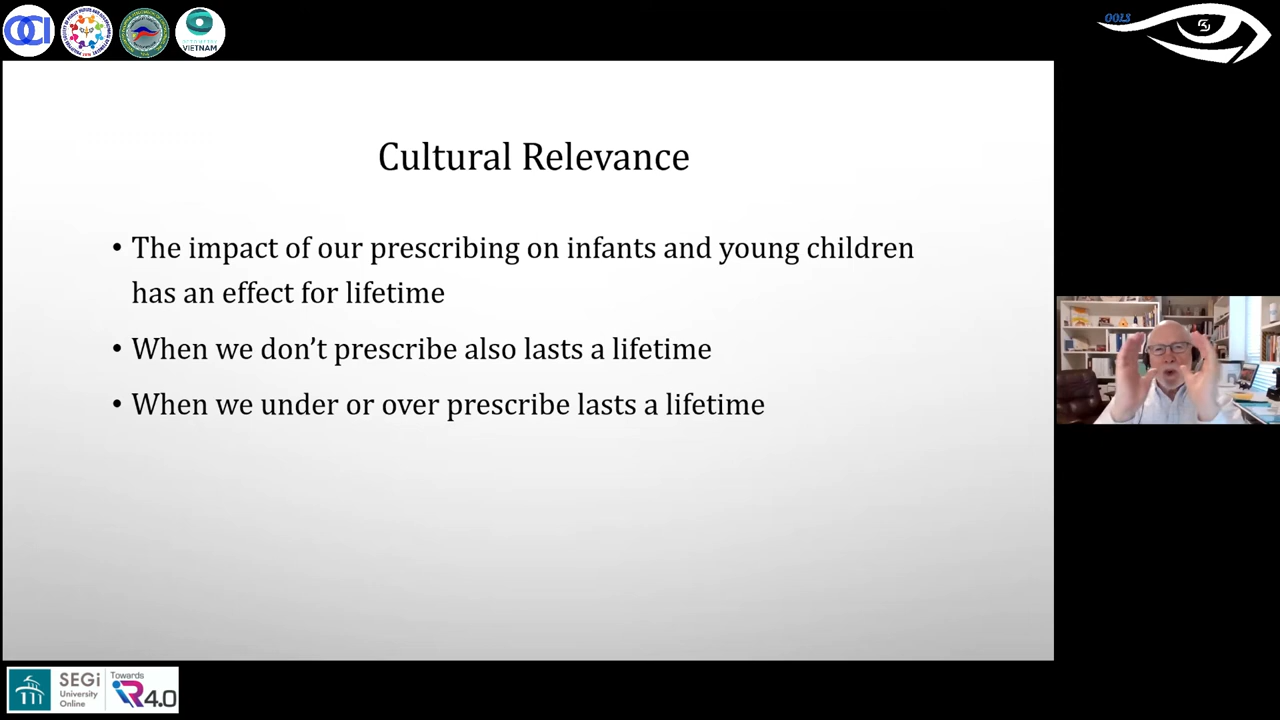 OCI
VIETNAM
OOLS
Cultural Relevance
• The impact of our prescribing on infants and young children
has an effect for lifetime
• When we don’t prescribe also lasts a lifetime
• When we under or over prescribe lasts a lifetime
SEGi
University
Online
Towards
iR4.0